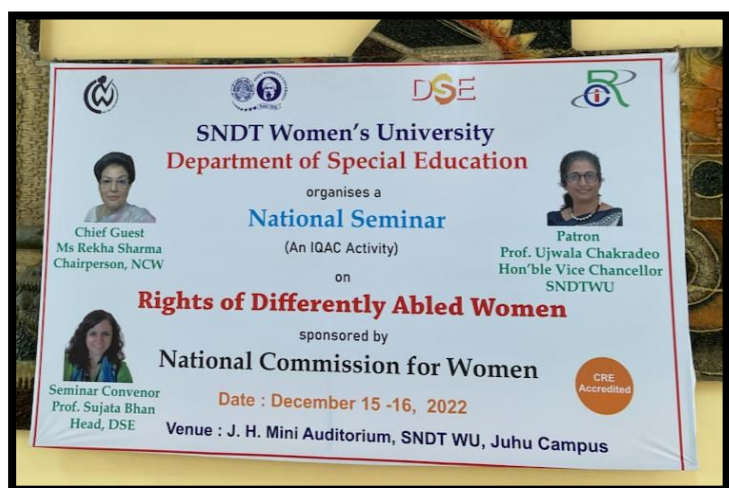 DSE
SNDT Women's University
Department of Special Education
organises a
National Seminar
(An IQAC Activity)
on
Rights of Differently Abled Women
sponsored by
National Commission for Women
Date : December 15 -16, 2022
Venue : J. H. Mini Auditorium, SNDT WU, Juhu Campus
Chief Guest
Ms Rekha Sharma
Chairperson, NCW
Patron
Prof. Ujwala Chakradeo
Hon'ble Vice Chancellor
SNDTWU
Seminar Convenor
Prof. Sujata Bhan
Head, DSE
CRE
Accredited